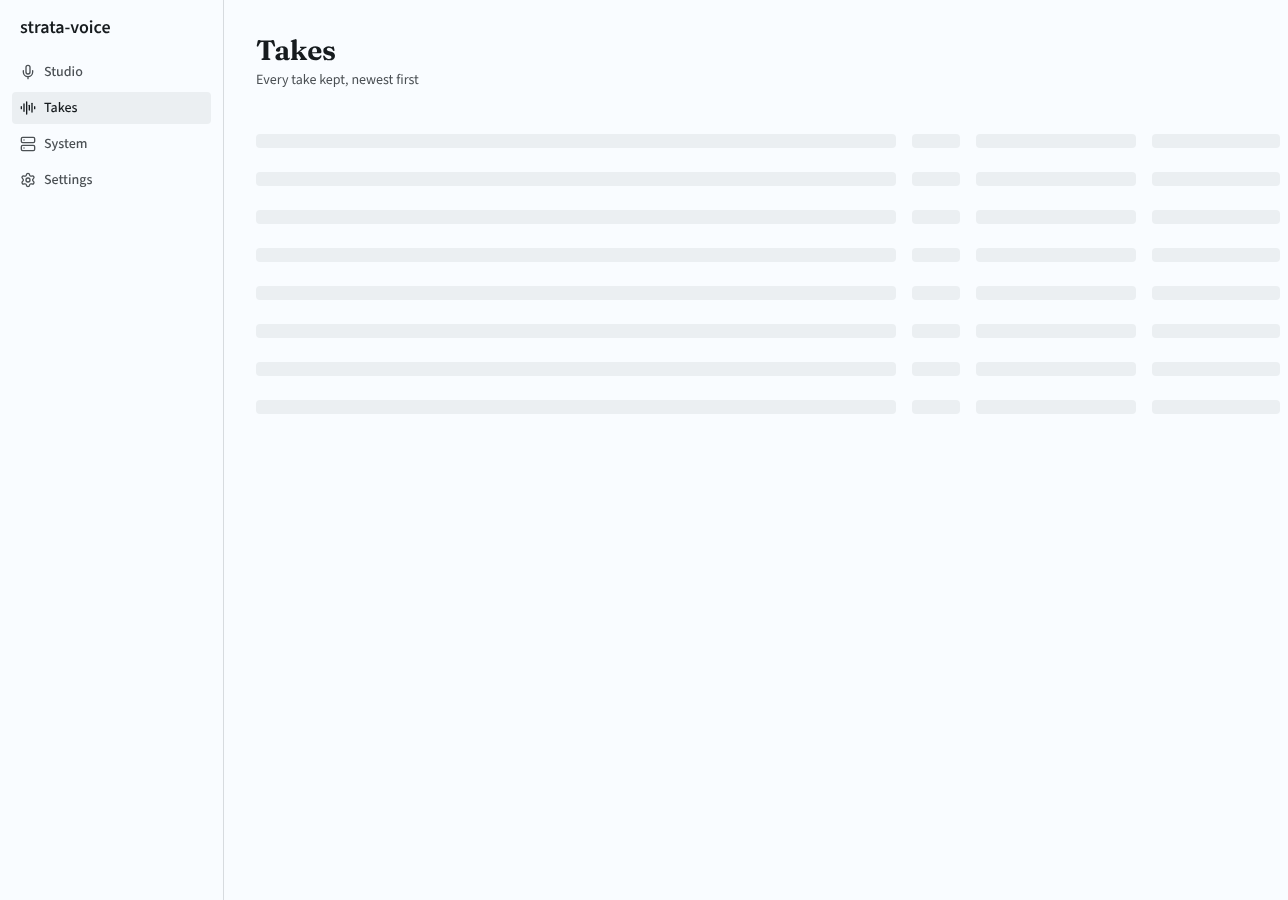 strata-voice
Studio
Takes
System
Settings
Takes
Every take kept, newest first